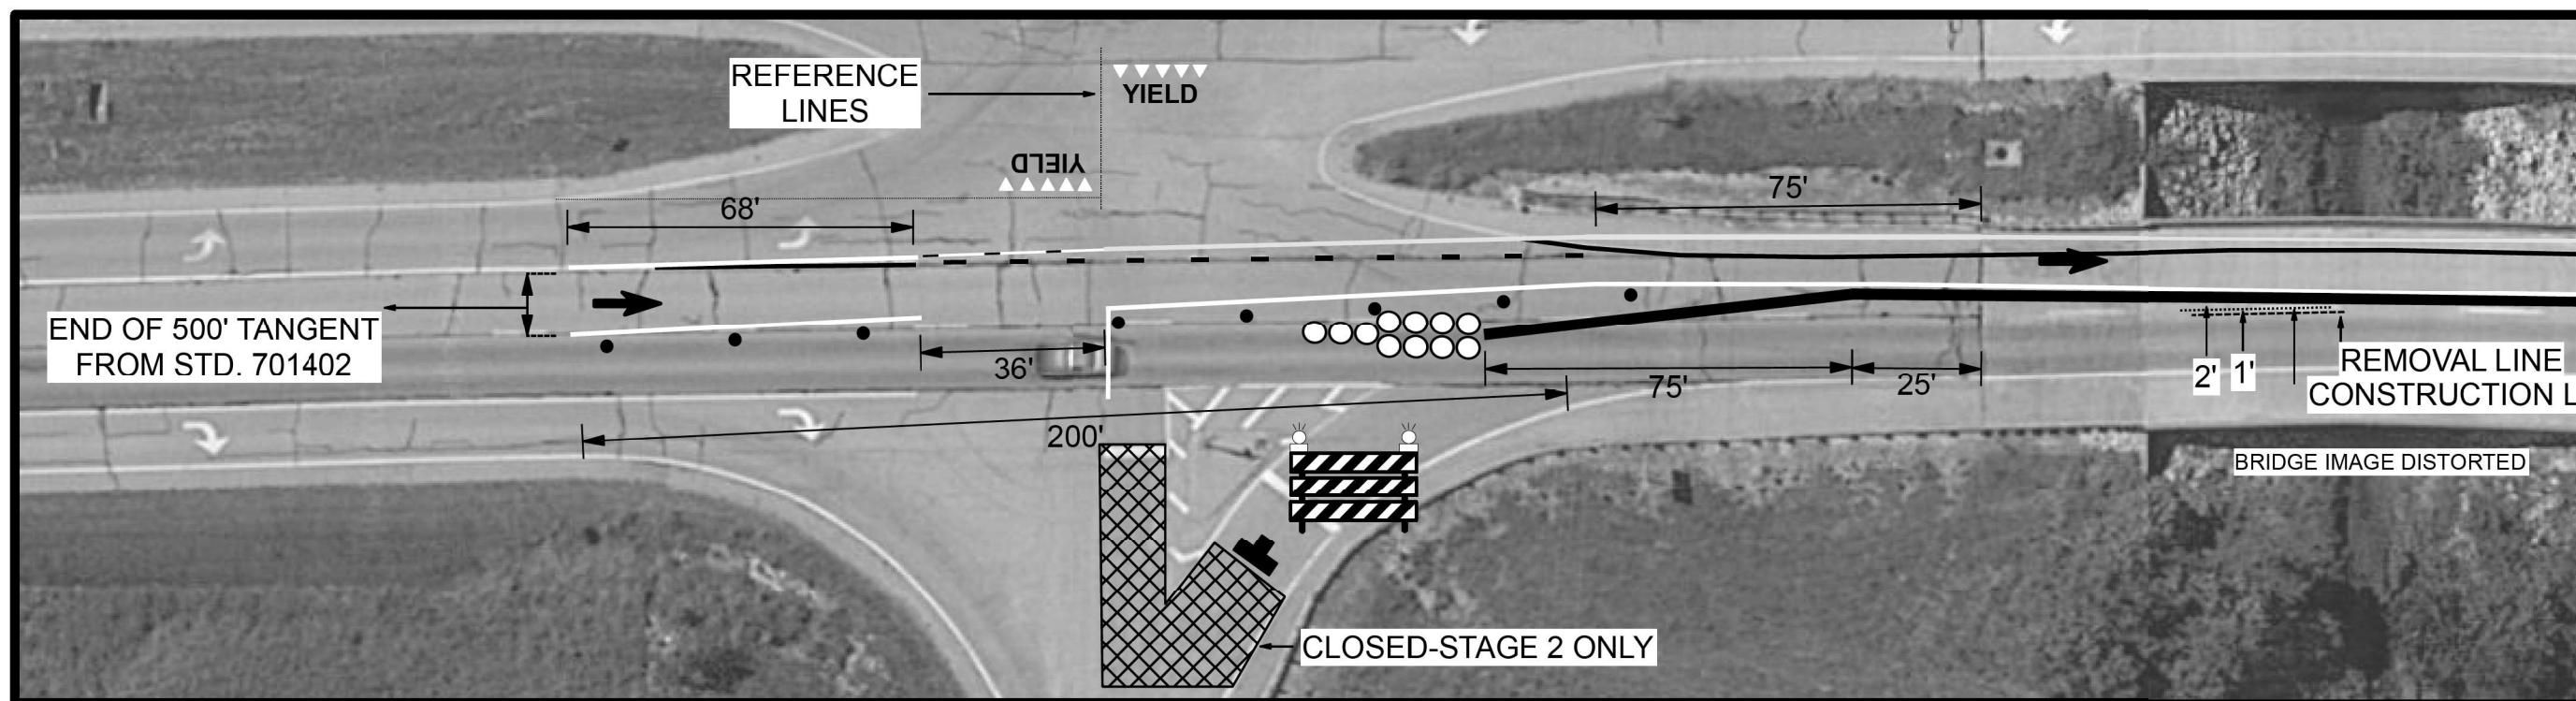 REFERENCE
LINES
YIELD
YIELD
68'
75'
END OF 500' TANGENT
FROM STD. 701402
36'
75'
25'
2'
1'
REMOVAL LINE
CONSTRUCTION L
200'
BRIDGE IMAGE DISTORTED
CLOSED-STAGE 2 ONLY